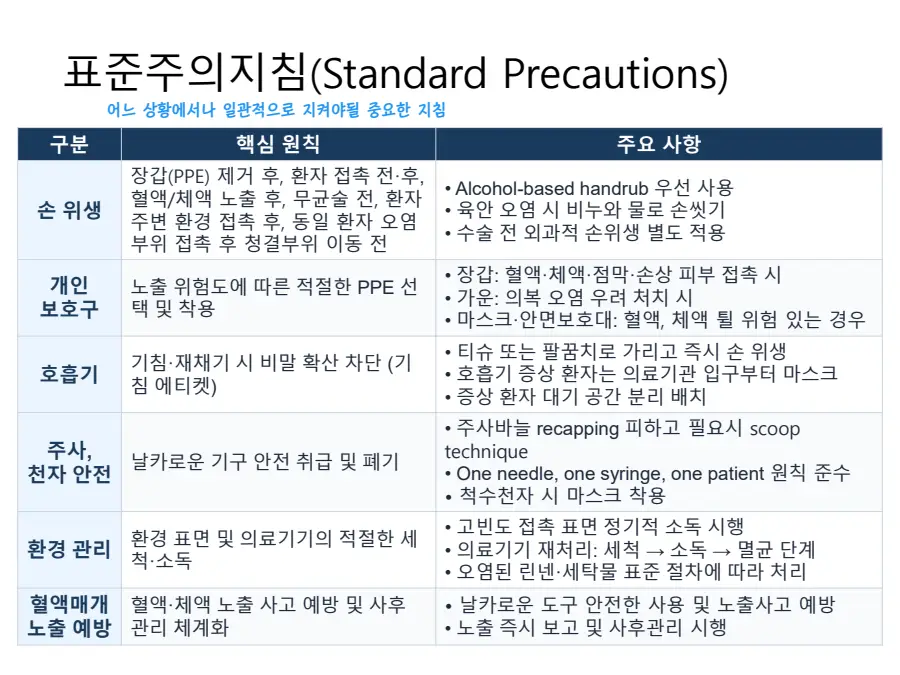 표준주의지침(Standard Precautions)
어느 상황에서나 일관적으로 지켜야될 중요한 지침
구분 핵심 원칙 주요 사항
손 위생
장갑(PPE) 제거 후, 환자 접촉 전·후,
혈액/체액 노출 후, 무균술 전, 환자
주변 환경 접촉 후, 동일 환자 오염
부위 접촉 후 청결부위 이동 전
• Alcohol-based handrub 우선 사용
• 육안 오염 시 비누와 물로 손씻기
• 수술 전 외과적 손위생 별도 적용
개인
보호구
노출 위험도에 따른 적절한 PPE 선
택 및 착용
• 장갑: 혈액·체액·점막·손상 피부 접촉 시
• 가운: 의복 오염 우려 처치 시
• 마스크·안면보호대: 혈액, 체액 튈 위험 있는 경우
호흡기
기침·재채기 시 비말 확산 차단 (기
침 에티켓)
• 티슈 또는 팔꿈치로 가리고 즉시 손 위생
• 호흡기 증상 환자는 의료기관 입구부터 마스크
• 증상 환자 대기 공간 분리 배치
주사,
천자 안전
날카로운 기구 안전 취급 및 폐기
• 주사바늘 recapping 피하고 필요시 scoop
technique
• One needle, one syringe, one patient 원칙 준수
• 척수천자 시 마스크 착용
환경 관리
환경 표면 및 의료기기의 적절한 세
척·소독
• 고빈도 접촉 표면 정기적 소독 시행
• 의료기기 재처리: 세척 → 소독 → 멸균 단계
• 오염된 린넨·세탁물 표준 절차에 따라 처리
혈액매개
노출 예방
혈액·체액 노출 사고 예방 및 사후
관리 체계화
• 날카로운 도구 안전한 사용 및 노출사고 예방
• 노출 즉시 보고 및 사후관리 시행